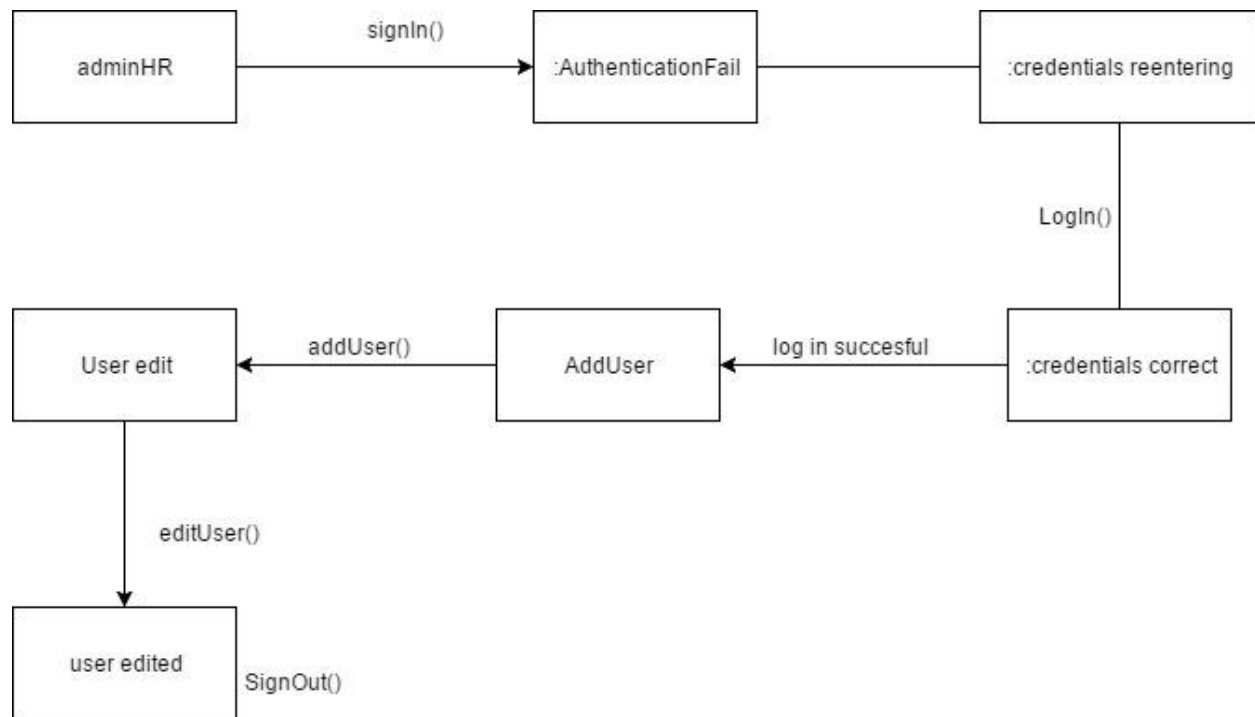 signIn()
adminHR
:AuthenticationFail
:credentials reentering
LogIn()
User edit
addUser()
AddUser
log in succesful
:credentials correct
editUser()
user edited
SignOut()